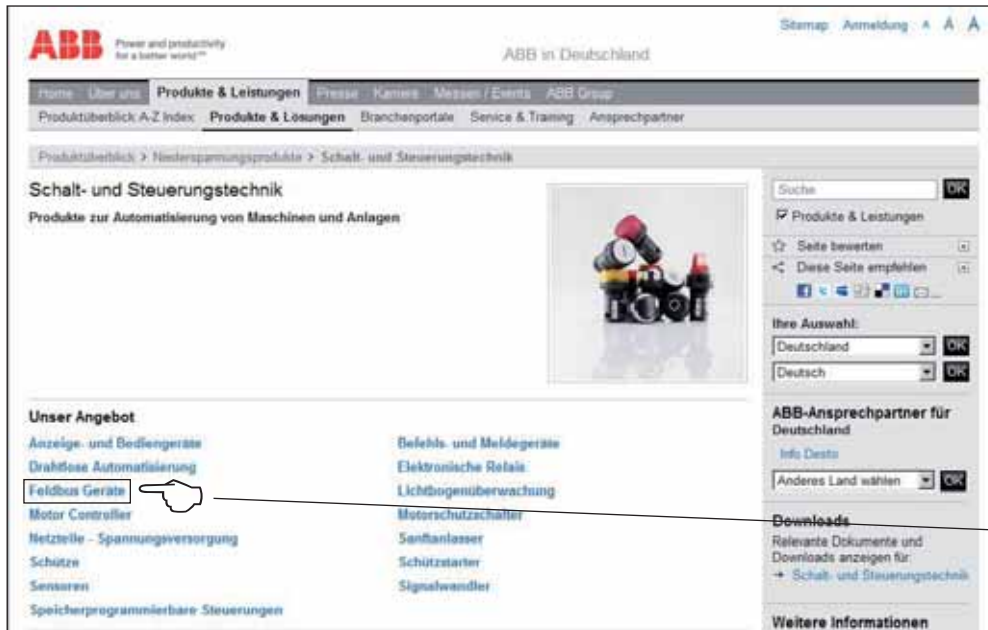 Sitemap Anmeldung A A A
ABB Power and productivity
for a better world™
ABB in Deutschland
Home Über uns Produkte & Leistungen Presse Karriere Messen / Events ABB Group
Produktüberblick A-Z Index Produkte & Lösungen Branchenportale Service & Training Ansprechpartner
Produktüberblick > Niederspannungsprodukte > Schalt- und Steuerungstechnik
Schalt- und Steuerungstechnik
Produkte zur Automatisierung von Maschinen und Anlagen
Suche OK
Produkte & Leistungen
Seite bewerten
Diese Seite empfehlen
Ihre Auswahl:
Deutschland OK
Deutsch OK
ABB-Ansprechpartner für
Deutschland
Info Desto
Anderes Land wählen OK
Downloads
Relevante Dokumente und
Downloads anzeigen für:
→ Schalt- und Steuerungstechnik
Weitere Informationen
Unser Angebot
Anzeige- und Bediengeräte
Drahtlose Automatisierung
Feldbus Geräte
Motor Controller
Netzteile - Spannungsversorgung
Schütze
Sensoren
Speicherprogrammierbare Steuerungen
Befehls- und Meldegeräte
Elektronische Relais
Lichtbogenüberwachung
Motorschutzschalter
Sanftanlasser
Schützstarter
Signalwandler